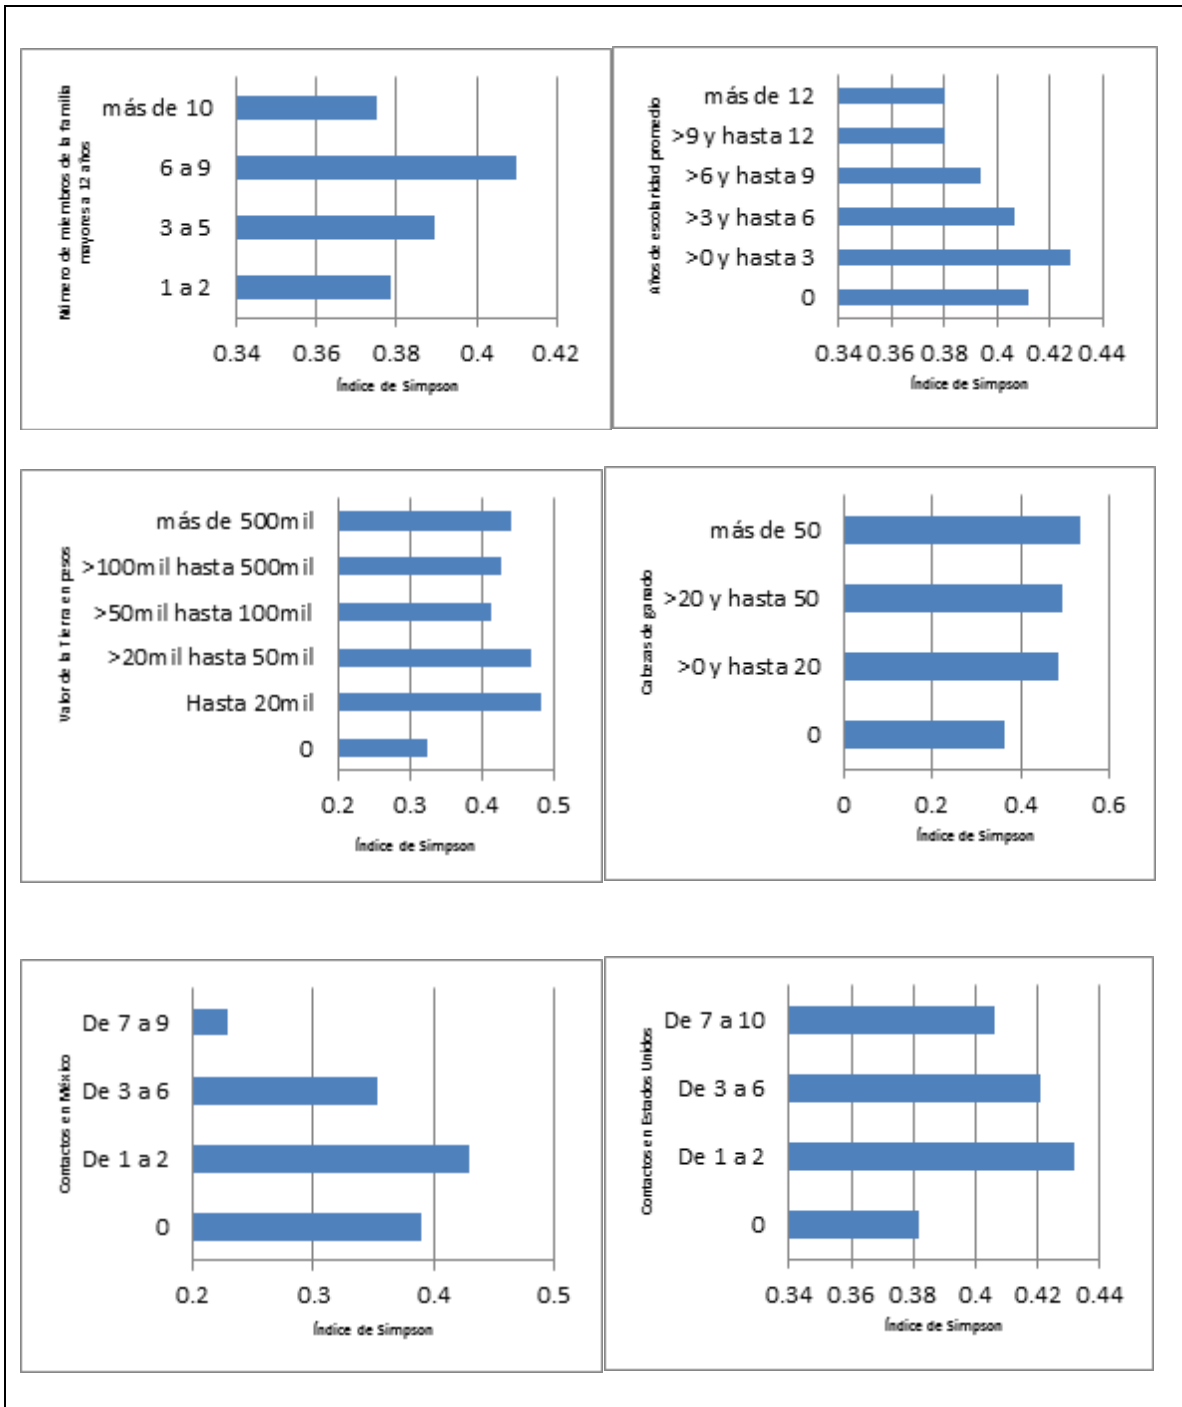 Número de miembros de la familia
mayores a 12 años
más de 10
6 a 9
3 a 5
1 a 2
0.34 0.36 0.38 0.4 0.42
Índice de Simpson
Años de escolaridad promedio
más de 12
>9 y hasta 12
>6 y hasta 9
>3 y hasta 6
>0 y hasta 3
0
0.34 0.36 0.38 0.4 0.42 0.44
Índice de Simpson
Valor de la Tierra en pesos
más de 500mil
>100mil hasta 500mil
>50mil hasta 100mil
>20mil hasta 50mil
Hasta 20mil
0
0.2 0.3 0.4 0.5
Índice de Simpson
Cabezas de ganado
más de 50
>20 y hasta 50
>0 y hasta 20
0
0 0.2 0.4 0.6
Índice de Simpson
Contactos en México
De 7 a 9
De 3 a 6
De 1 a 2
0
0.2 0.3 0.4 0.5
Índice de Simpson
Contactos en Estados Unidos
De 7 a 10
De 3 a 6
De 1 a 2
0
0.34 0.36 0.38 0.4 0.42 0.44
Índice de Simpson